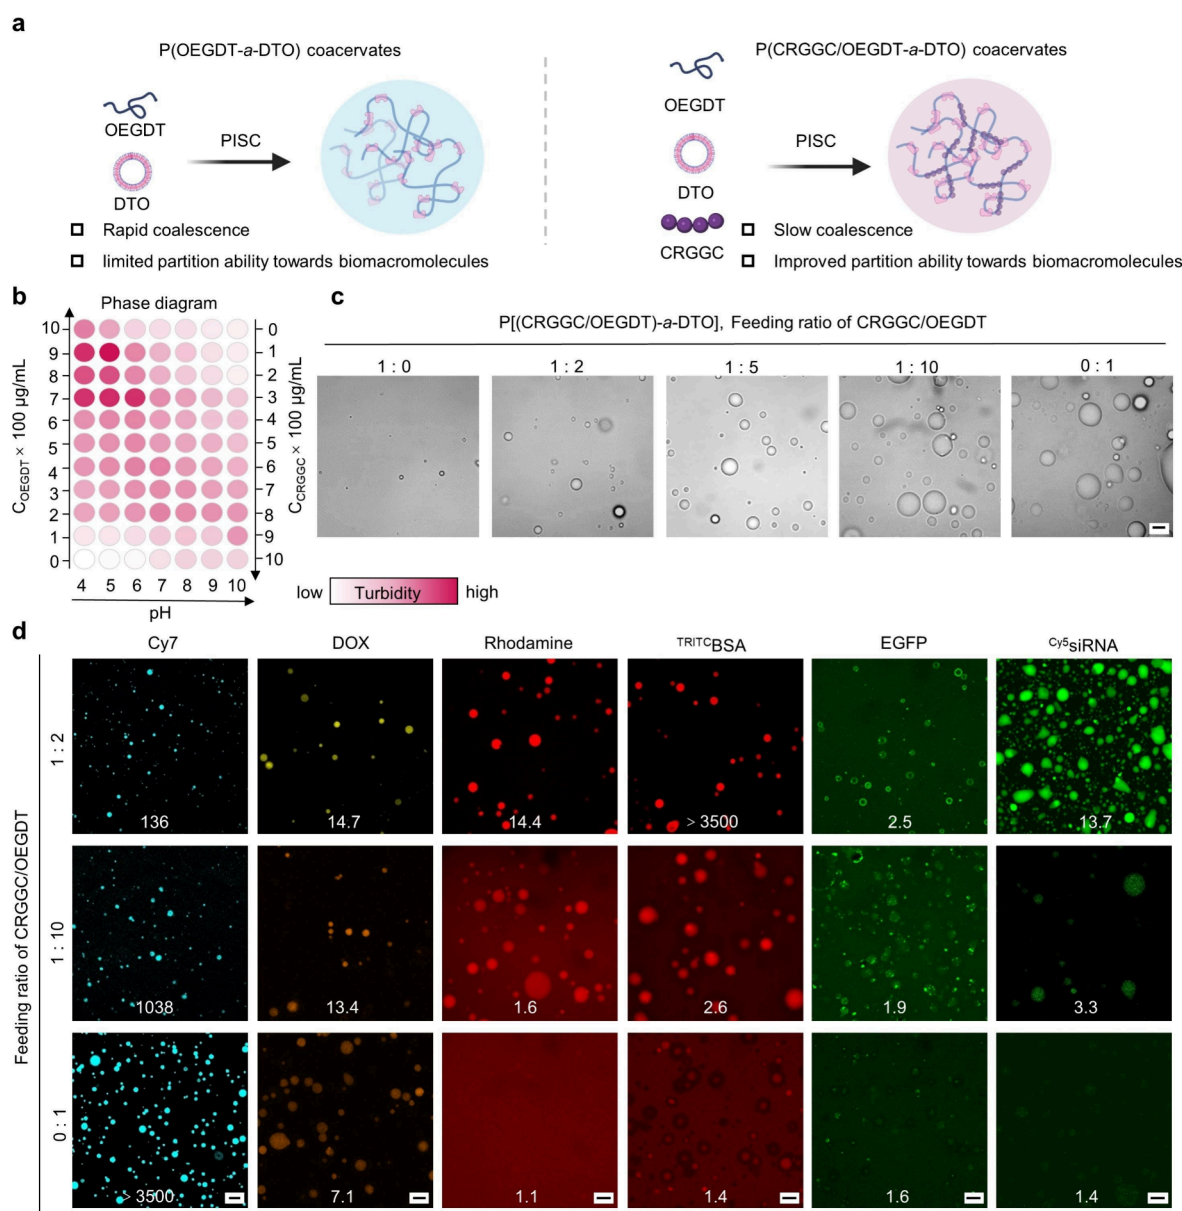 a
P(OEGDT-a-DTO) coacervates
OEGDT
DTO
PISC
Rapid coalescence
limited partition ability towards biomacromolecules
P(CRGGC/OEGDT-a-DTO) coacervates
OEGDT
DTO
CRGGC
PISC
Slow coalescence
Improved partition ability towards biomacromolecules
b
Phase diagram
C_OEGDT × 100 μg/mL
10 0
9 1
8 2
7 3
6 4
5 5
4 6
3 7
2 8
1 9
0 10
C_CRGGC × 100 μg/mL
4 5 6 7 8 9 10
pH
low Turbidity high
c
P[(CRGGC/OEGDT)-a-DTO], Feeding ratio of CRGGC/OEGDT
1 : 0 1 : 2 1 : 5 1 : 10 0 : 1
d
Cy7 DOX Rhodamine TRITCBSA EGFP Cy5siRNA
Feeding ratio of CRGGC/OEGDT
1 : 2
136 14.7 14.4 > 3500 2.5 13.7
1 : 10
1038 13.4 1.6 2.6 1.9 3.3
0 : 1
> 3500 7.1 1.1 1.4 1.6 1.4